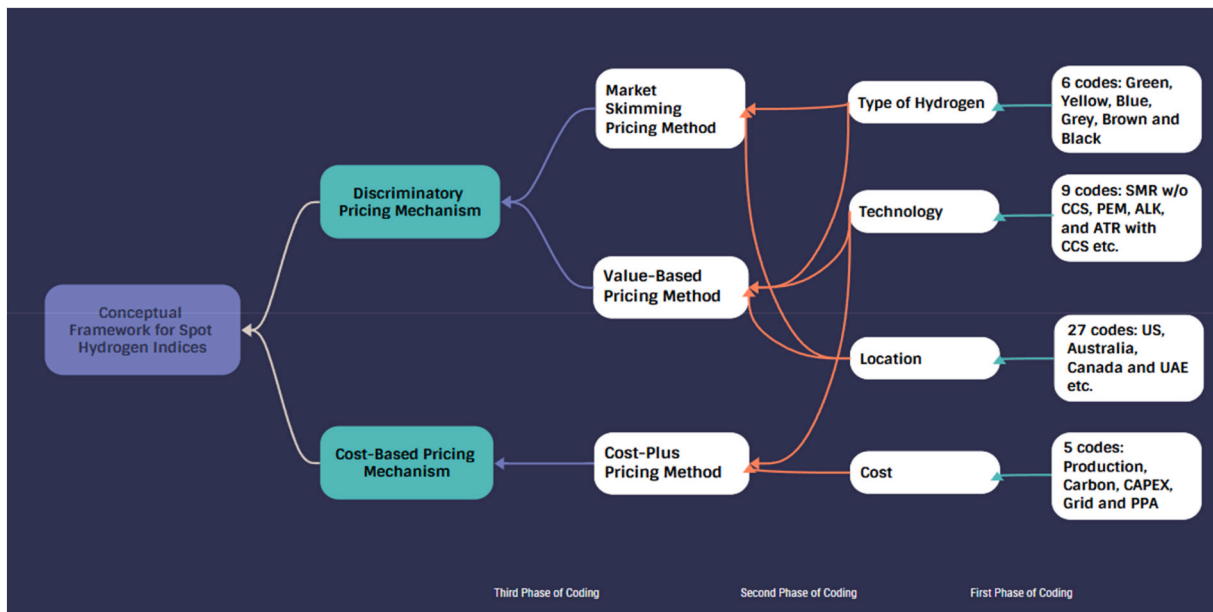 Conceptual
Framework for Spot
Hydrogen Indices
Discriminatory
Pricing Mechanism
Cost-Based Pricing
Mechanism
Market
Skimming
Pricing Method
Value-Based
Pricing Method
Cost-Plus
Pricing Method
Type of Hydrogen
Technology
Location
Cost
6 codes: Green,
Yellow, Blue,
Grey, Brown and
Black
9 codes: SMR w/o
CCS, PEM, ALK,
and ATR with
CCS etc.
27 codes: US,
Australia,
Canada and UAE
etc.
5 codes:
Production,
Carbon, CAPEX,
Grid and PPA
Third Phase of Coding
Second Phase of Coding
First Phase of Coding